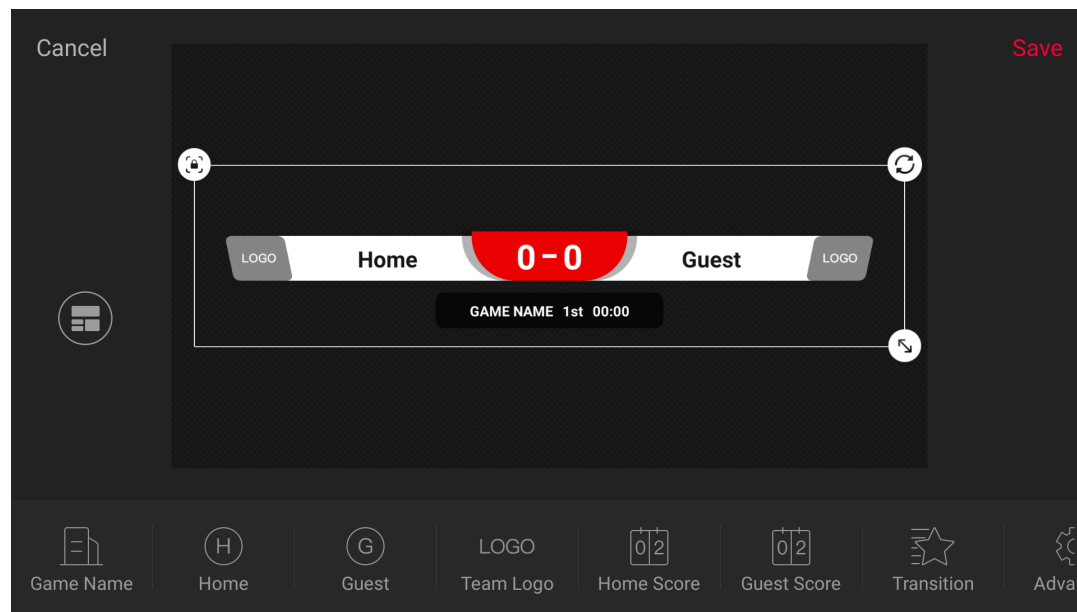 Cancel
Save
LOGO Home 0-0 Guest LOGO
GAME NAME 1st 00:00
H G LOGO 0 2 0 2
Game Name Home Guest Team Logo Home Score Guest Score Transition Adva